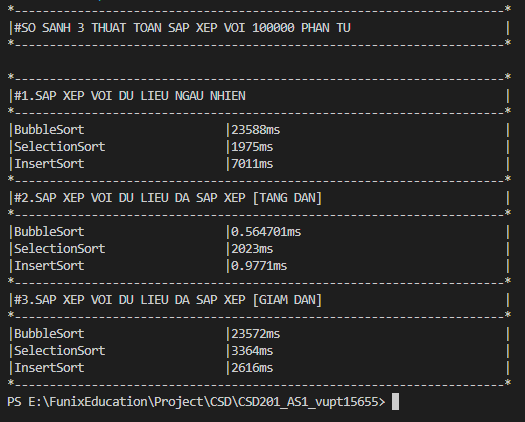 *--------------------------------------------------------------*
|#SO SANH 3 THUAT TOAN SAP XEP VOI 100000 PHAN TU |
*--------------------------------------------------------------*
*--------------------------------------------------------------*
|#1.SAP XEP VOI DU LIEU NGAU NHIEN |
*--------------------------------------------------------------*
|BubbleSort |23588ms |
|SelectionSort |1975ms |
|InsertSort |7011ms |
*--------------------------------------------------------------*
|#2.SAP XEP VOI DU LIEU DA SAP XEP [TANG DAN] |
*--------------------------------------------------------------*
|BubbleSort |0.564701ms |
|SelectionSort |2023ms |
|InsertSort |0.9771ms |
*--------------------------------------------------------------*
|#3.SAP XEP VOI DU LIEU DA SAP XEP [GIAM DAN] |
*--------------------------------------------------------------*
|BubbleSort |23572ms |
|SelectionSort |3364ms |
|InsertSort |2616ms |
*--------------------------------------------------------------*
PS E:\FunixEducation\Project\CSD\CSD201_AS1_vupt15655>